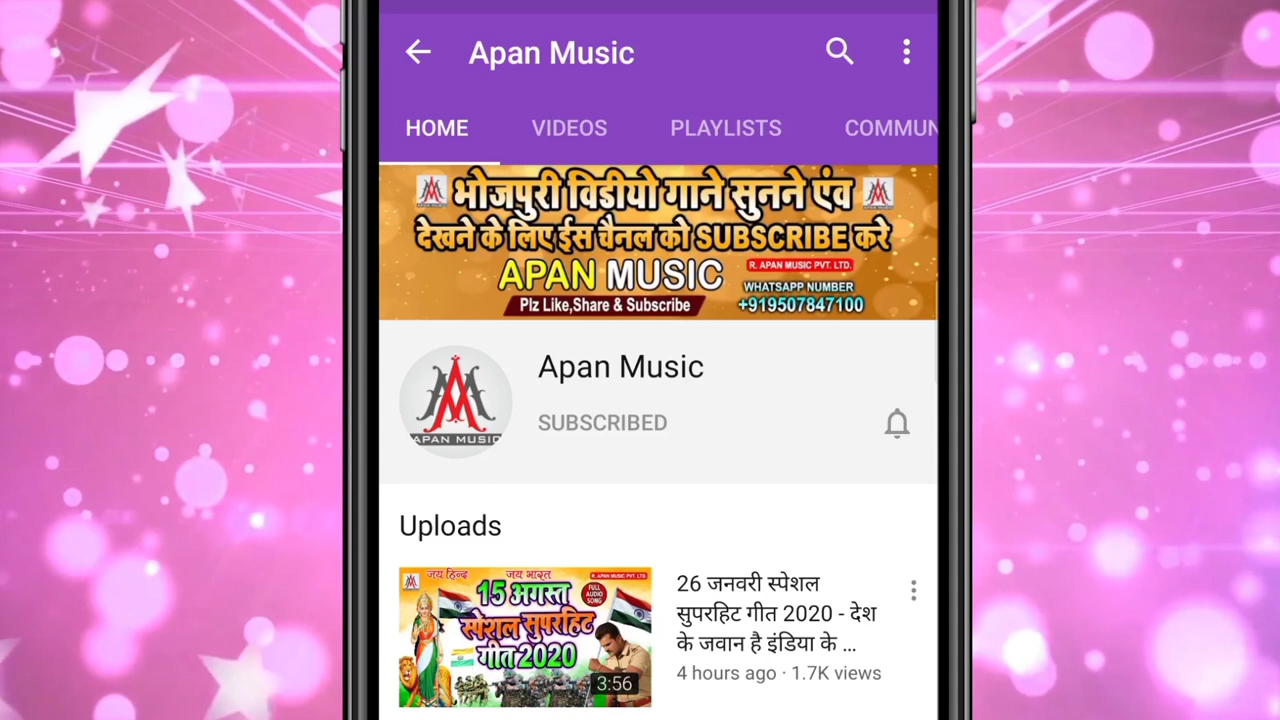 Apan Music
HOME VIDEOS PLAYLISTS COMMUN
भोजपुरी विडीयो गाने सुनने एंव
देखने के लिए ईस चैनल को SUBSCRIBE करे
APAN MUSIC
R. APAN MUSIC PVT. LTD.
WHATSAPP NUMBER
Plz Like,Share & Subscribe
+919507847100
Apan Music
SUBSCRIBED
APAN MUSIC
Uploads
जय हिन्द जय भारत
R. APAN MUSIC PVT. LTD
15 अगस्त
FULL
AUDIO
SONG
स्पेशल सुपरहिट
गीत 2020
3:56
26 जनवरी स्पेशल
सुपरहिट गीत 2020 - देश
के जवान है इंडिया के ...
4 hours ago · 1.7K views